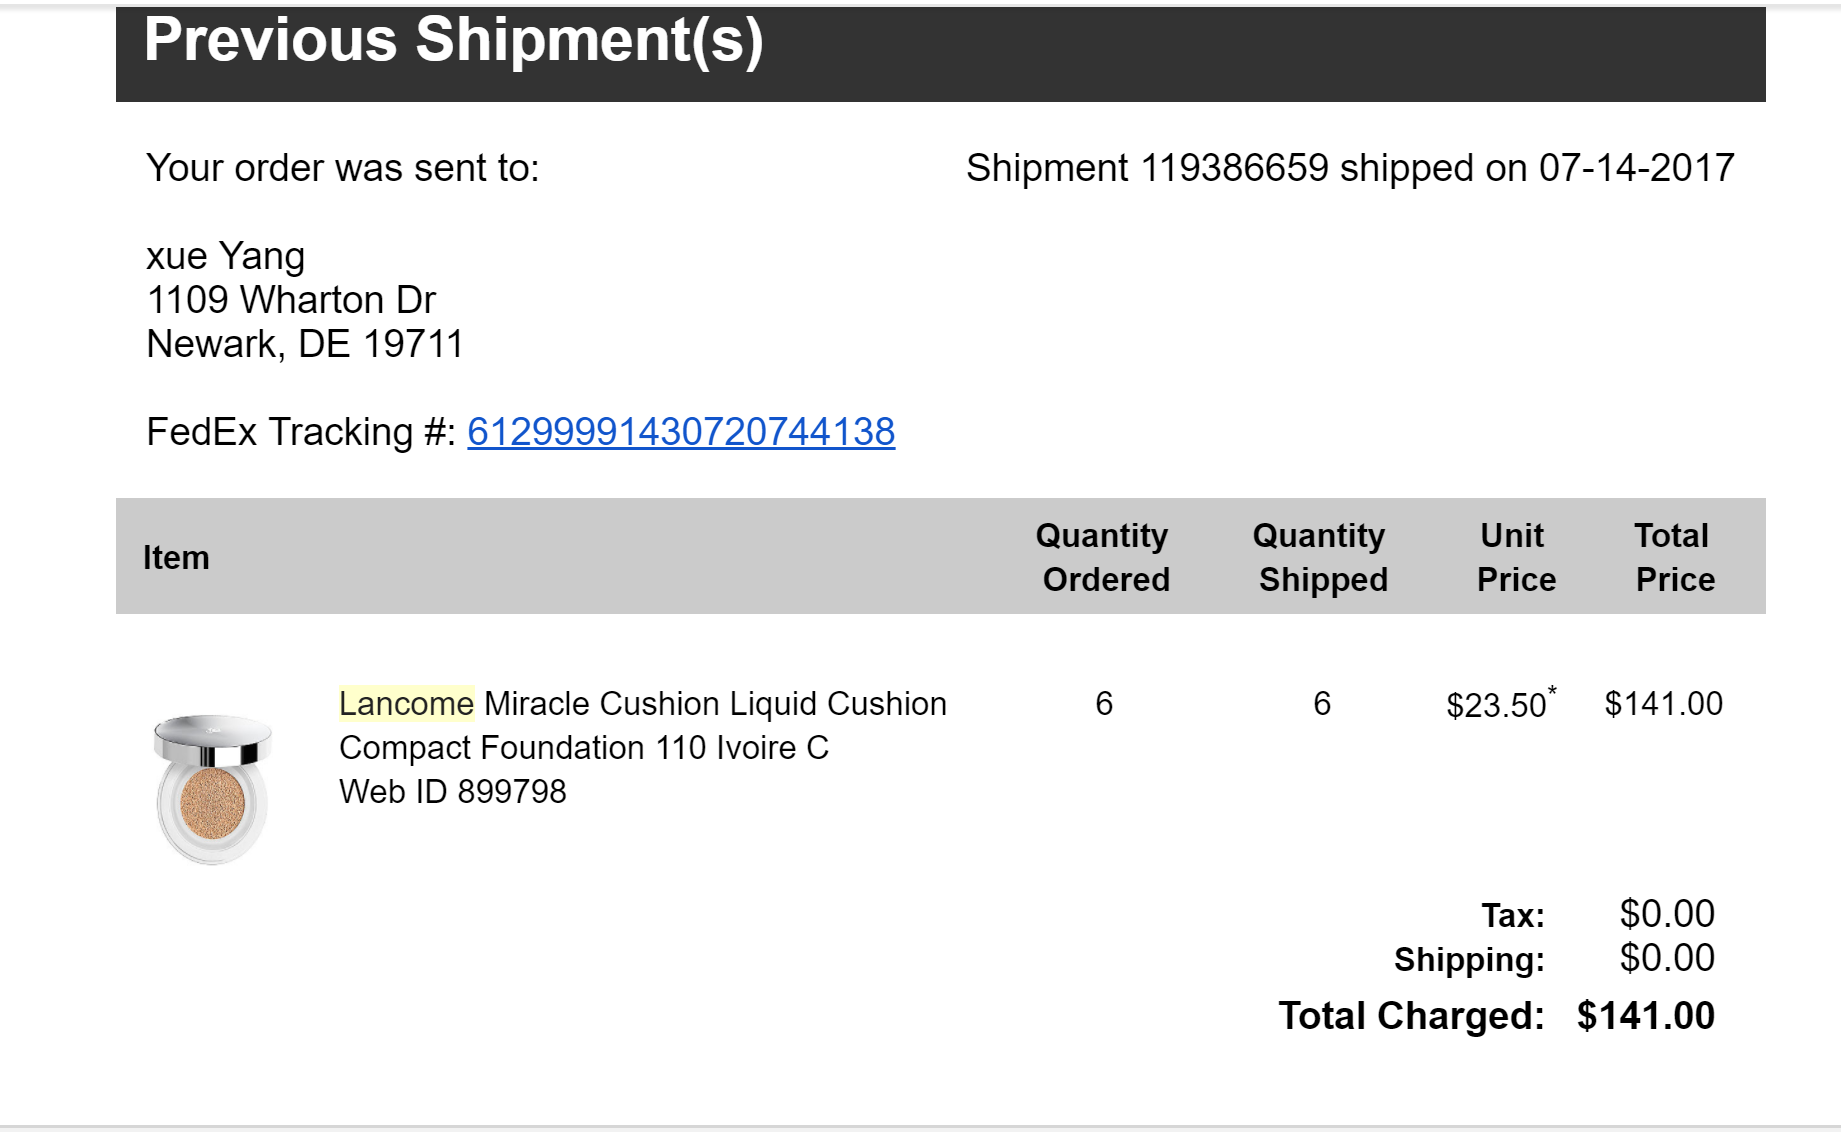 Previous Shipment(s)
Your order was sent to:
Shipment 119386659 shipped on 07-14-2017
xue Yang
1109 Wharton Dr
Newark, DE 19711
FedEx Tracking #: 61299991430720744138
Item Quantity Ordered Quantity Shipped Unit Price Total Price
Lancome Miracle Cushion Liquid Cushion 6 6 $23.50* $141.00
Compact Foundation 110 Ivoire C
Web ID 899798
Tax: $0.00
Shipping: $0.00
Total Charged: $141.00